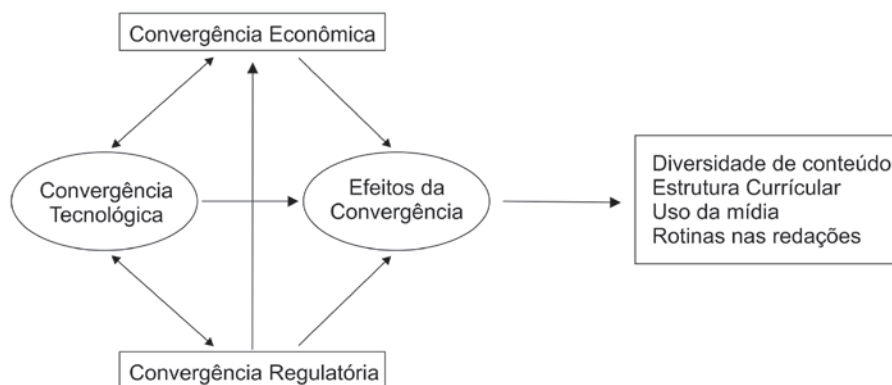 Convergência Econômica
Convergência
Tecnológica
Efeitos da
Convergência
Diversidade de conteúdo
Estrutura Currícular
Uso da mídia
Rotinas nas redações
Convergência Regulatória